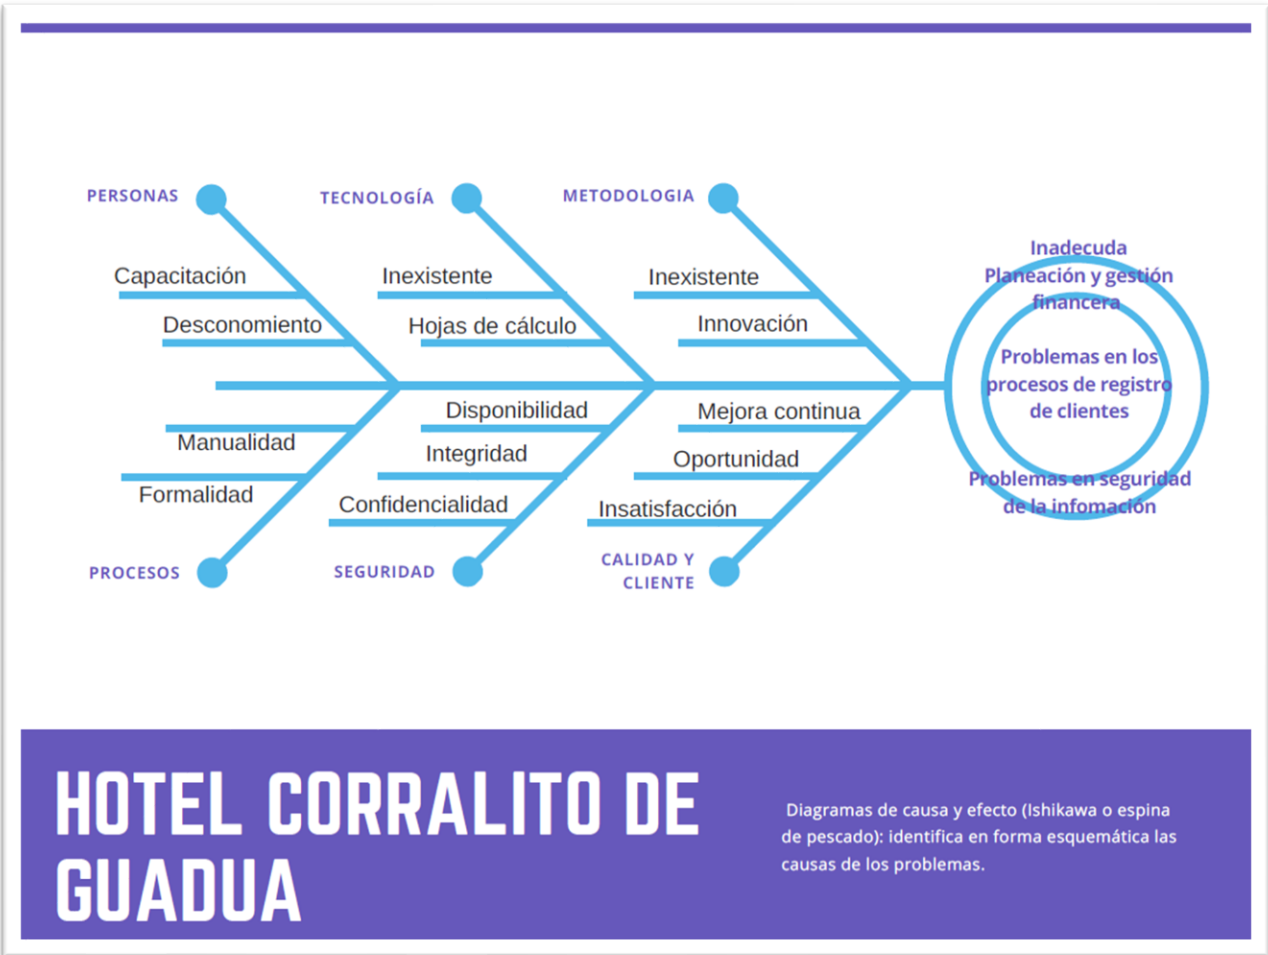 PERSONAS
TECNOLOGÍA
METODOLOGIA
Capacitación
Inexistente
Inexistente
Desconomiento
Hojas de cálculo
Innovación
Inadecuda
Planeación y gestión
financera
Problemas en los
procesos de registro
de clientes
Problemas en seguridad
de la infomación
Manualidad
Formalidad
Disponibilidad
Integridad
Confidencialidad
Mejora continua
Oportunidad
Insatisfacción
PROCESOS
SEGURIDAD
CALIDAD Y
CLIENTE
HOTEL CORRALITO DE
GUADUA
Diagramas de causa y efecto (Ishikawa o espina
de pescado): identifica en forma esquemática las
causas de los problemas.